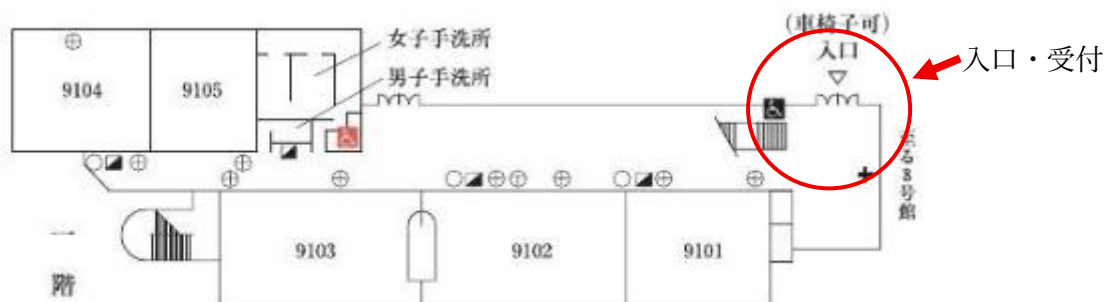 (車椅子可)
入口
入口・受付
女子手洗所
男子手洗所
9104
9105
至る8号館
9103
9102
9101
一階